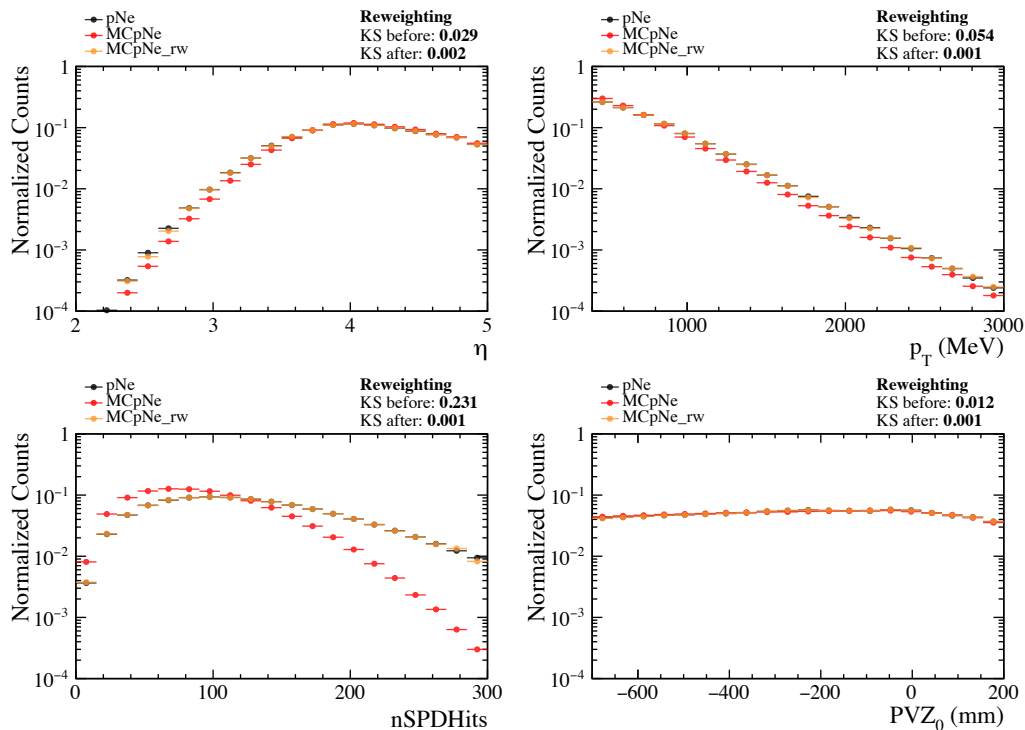 pNe
MCpNe
MCpNe_rw
Reweighting
KS before: 0.029
KS after: 0.002
Normalized Counts
1
10⁻¹
10⁻²
10⁻³
10⁻⁴
2 3 4 5
η
pNe
MCpNe
MCpNe_rw
Reweighting
KS before: 0.054
KS after: 0.001
Normalized Counts
1
10⁻¹
10⁻²
10⁻³
10⁻⁴
1000 2000 3000
p_T (MeV)
pNe
MCpNe
MCpNe_rw
Reweighting
KS before: 0.231
KS after: 0.001
Normalized Counts
1
10⁻¹
10⁻²
10⁻³
10⁻⁴
0 100 200 300
nSPDHits
pNe
MCpNe
MCpNe_rw
Reweighting
KS before: 0.012
KS after: 0.001
Normalized Counts
1
10⁻¹
10⁻²
10⁻³
10⁻⁴
−600 −400 −200 0 200
PVZ₀ (mm)